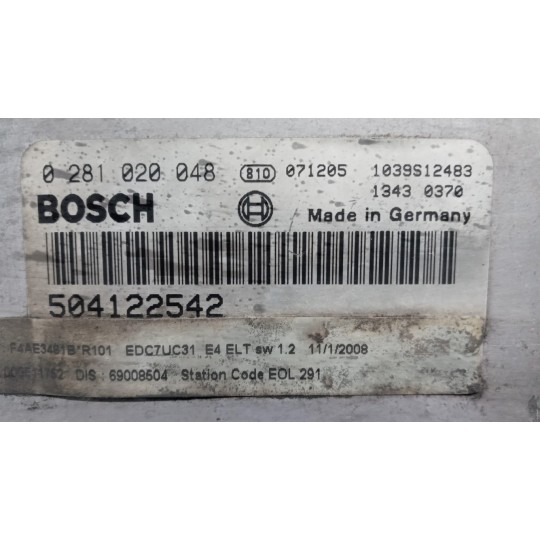 0 281 020 048 810 071205 1039S12483
1343 0370
BOSCH Made in Germany
504122542
F4AE3481B*R101 EDC7UC31 E4 ELT sw 1.2 11/1/2008
DIS : 69008504 Station Code EOL 291